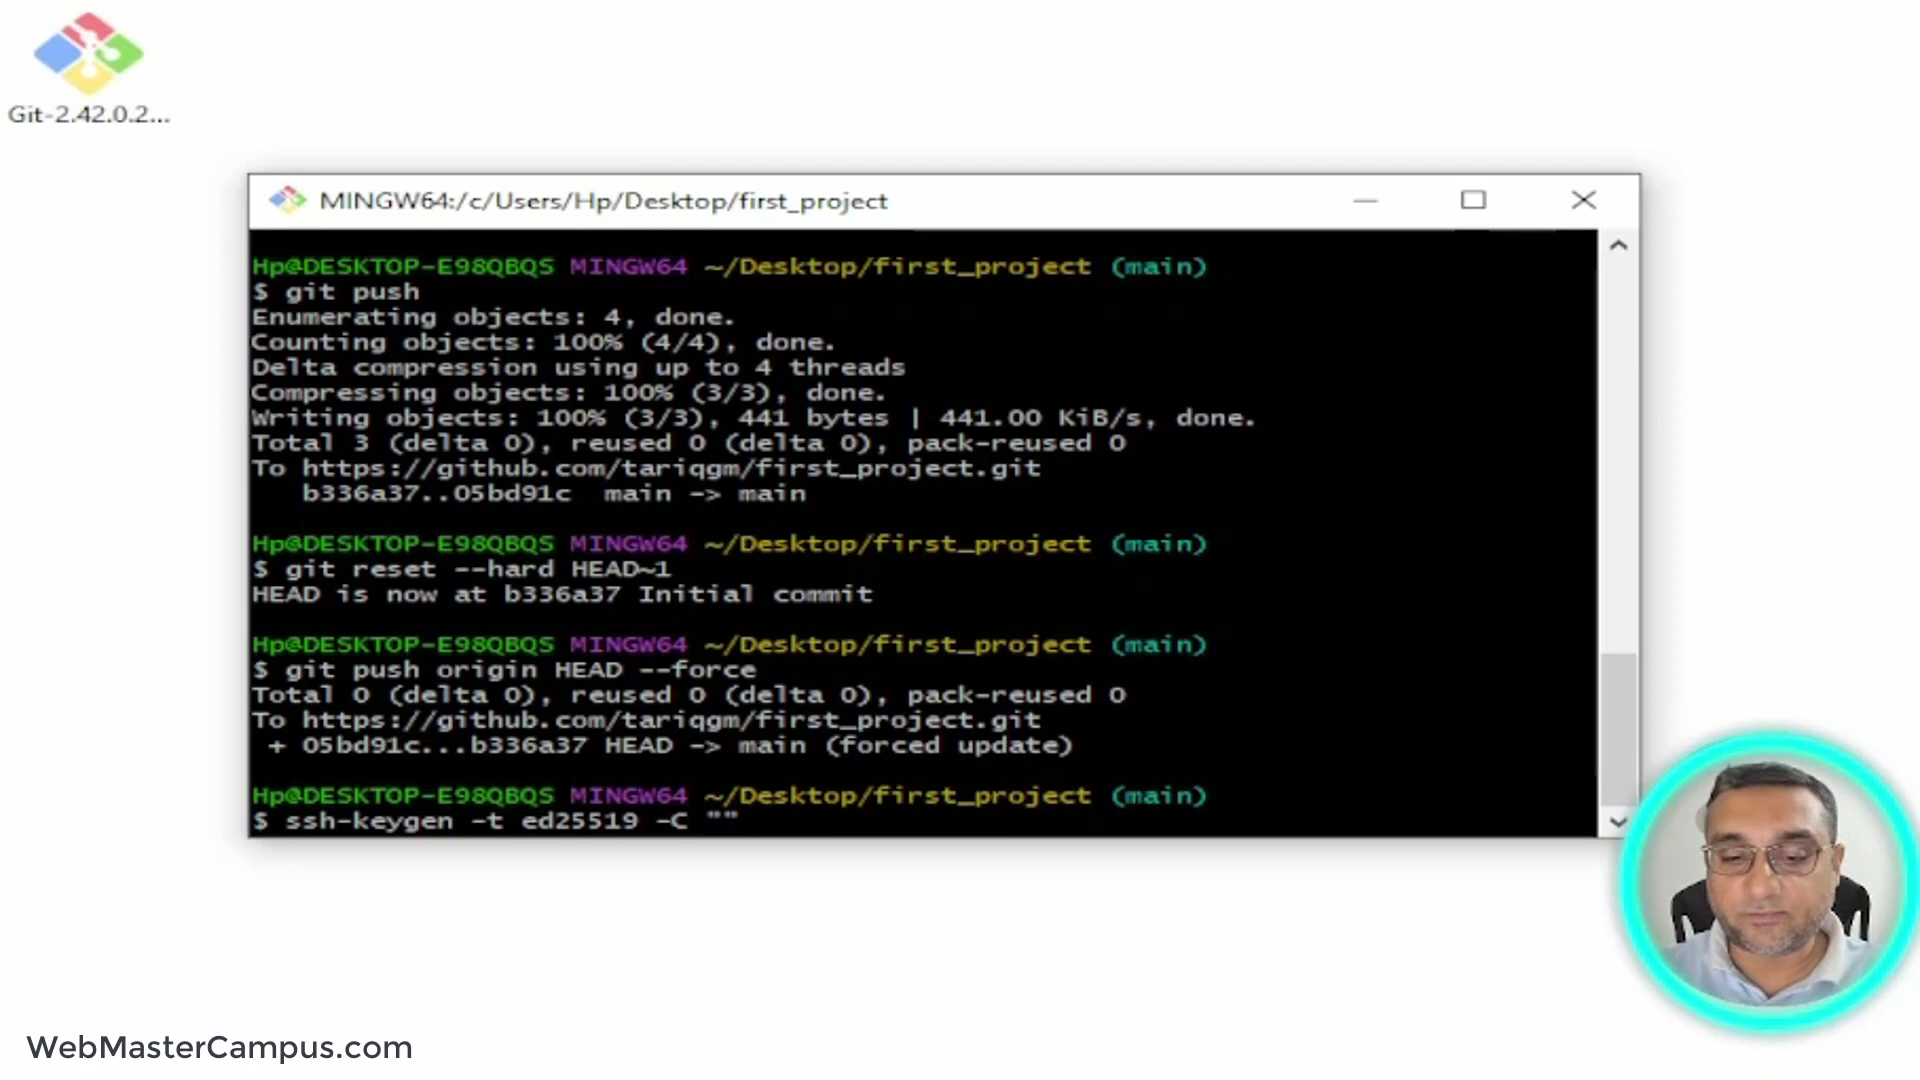 Git-2.42.0.2...
MINGW64:/c/Users/Hp/Desktop/first_project
Hp@DESKTOP-E98QBQS MINGW64 ~/Desktop/first_project (main)
$ git push
Enumerating objects: 4, done.
Counting objects: 100% (4/4), done.
Delta compression using up to 4 threads
Compressing objects: 100% (3/3), done.
Writing objects: 100% (3/3), 441 bytes | 441.00 KiB/s, done.
Total 3 (delta 0), reused 0 (delta 0), pack-reused 0
To https://github.com/tariqgm/first_project.git
   b336a37..05bd91c  main -> main
Hp@DESKTOP-E98QBQS MINGW64 ~/Desktop/first_project (main)
$ git reset --hard HEAD~1
HEAD is now at b336a37 Initial commit
Hp@DESKTOP-E98QBQS MINGW64 ~/Desktop/first_project (main)
$ git push origin HEAD --force
Total 0 (delta 0), reused 0 (delta 0), pack-reused 0
To https://github.com/tariqgm/first_project.git
 + 05bd91c...b336a37 HEAD -> main (forced update)
Hp@DESKTOP-E98QBQS MINGW64 ~/Desktop/first_project (main)
$ ssh-keygen -t ed25519 -C ""
WebMasterCampus.com